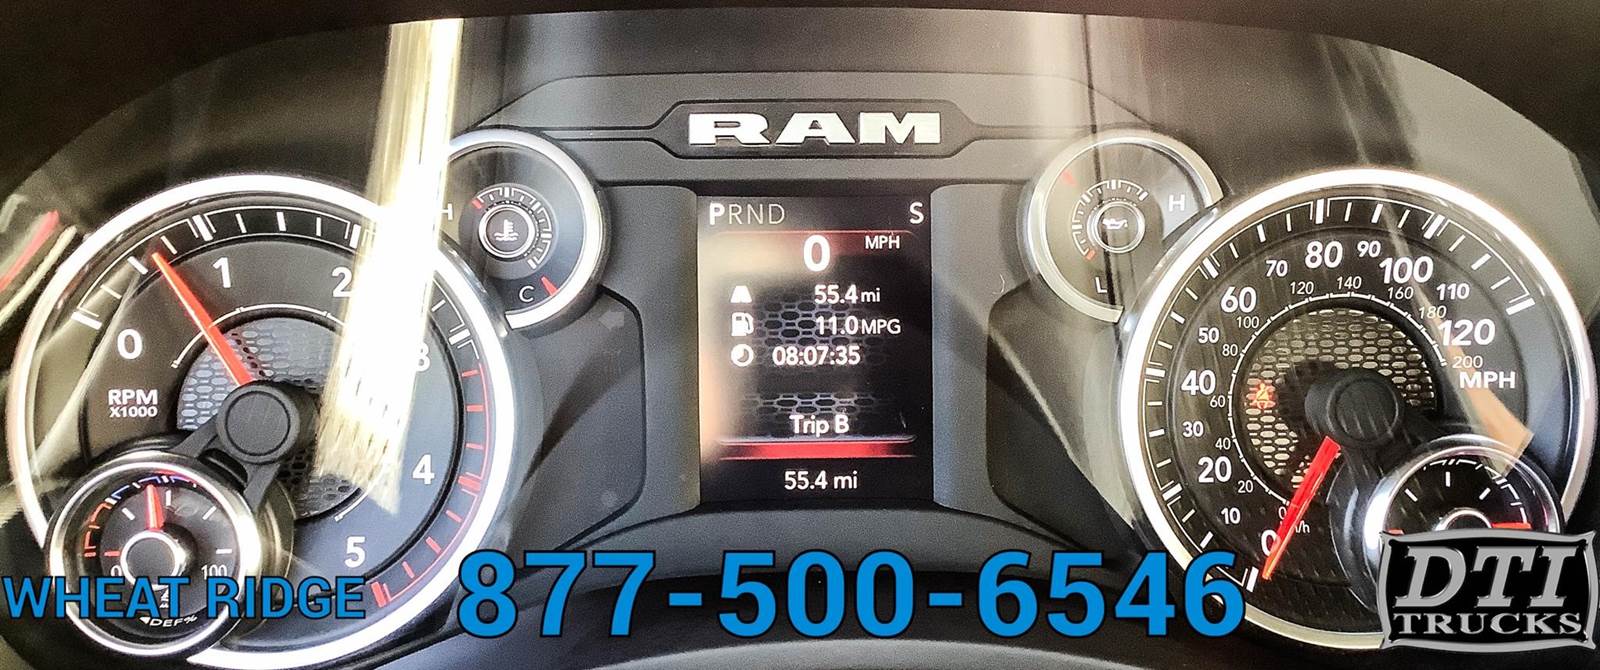 RAM
PRND S
0 MPH
55.4 mi
11.0 MPG
08:07:35
Trip B
55.4 mi
0 1 2 3 4 5
RPM
X1000
H
C
H
L
0 10 20 30 40 50 60 70 80 90 100 110 120
MPH
20 40 60 80 100 120 140 160 180 200
0 100
DEF%
WHEAT RIDGE
877-500-6546
DTI
TRUCKS